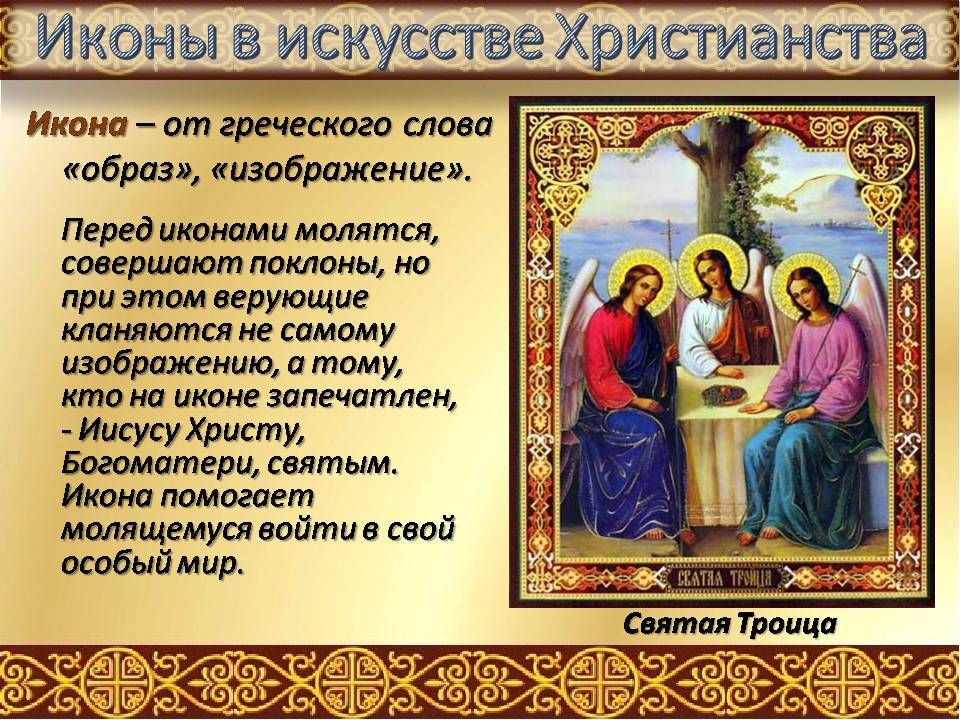 Иконы в искусстве Христианства
Икона – от греческого слова
«образ», «изображение».
Перед иконами молятся,
совершают поклоны, но
при этом верующие
кланяются не самому
изображению, а тому,
кто на иконе запечатлен,
- Иисусу Христу,
Богоматери, святым.
Икона помогает
молящемуся войти в свой
особый мир.
СВЯТАЯ ТРОИЦА
Святая Троица